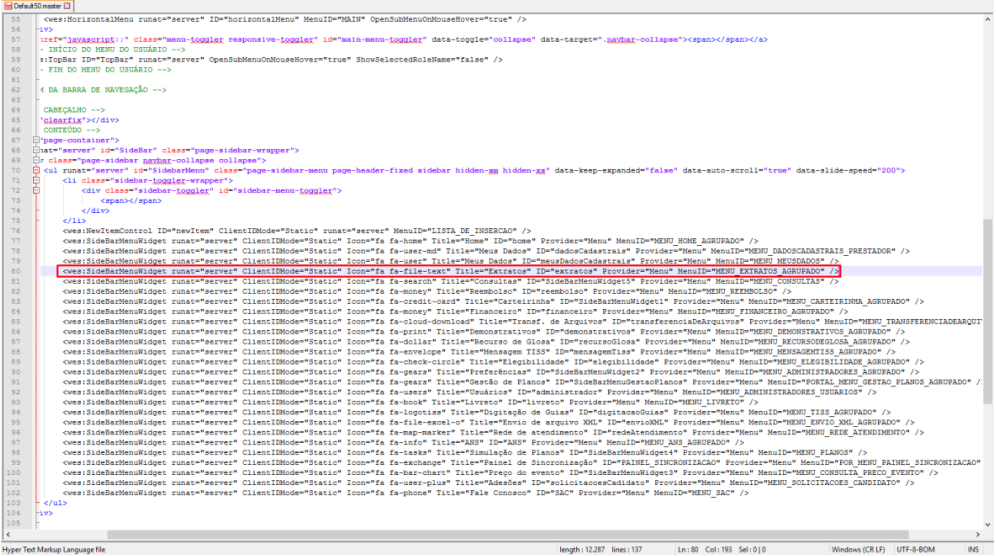 Default50.master
55 <wes:HorizontalMenu runat="server" ID="horizontalMenu" MenuID="MAIN" OpenSubMenuOnMouseHover="true" />
56 iv>
57 href="javascript:;" class="menu-toggler responsive-toggler" id="main-menu-toggler" data-toggle="collapse" data-target=".navbar-collapse"><span></span></a>
58 - INÍCIO DO MENU DO USUÁRIO -->
59 s:TopBar ID="TopBar" runat="server" OpenSubMenuOnMouseHover="true" ShowSelectedRoleName="false" />
60 - FIM DO MENU DO USUÁRIO -->
61
62 DA BARRA DE NAVEGAÇÃO -->
63
64 CABEÇALHO -->
65 "clearfix"></div>
66 CONTEÚDO -->
67 "page-container">
68 nat="server" id="SideBar" class="page-sidebar-wrapper">
69 class="page-sidebar navbar-collapse collapse">
70 <ul runat="server" id="SidebarMenu" class="page-sidebar-menu page-header-fixed sidebar hidden-sm hidden-xs" data-keep-expanded="false" data-auto-scroll="true" data-slide-speed="200">
71 <li class="sidebar-toggler-wrapper">
72 <div class="sidebar-toggler" id="sidebar-menu-toggler">
73 <span></span>
74 </div>
75 </li>
76 <wes:NewItemControl ID="newItem" ClientIDMode="Static" runat="server" MenuID="LISTA_DE_INSERCAO" />
77 <wes:SideBarMenuWidget runat="server" ClientIDMode="Static" Icon="fa fa-home" Title="Home" ID="home" Provider="Menu" MenuID="MENU_HOME_AGRUPADO" />
78 <wes:SideBarMenuWidget runat="server" ClientIDMode="Static" Icon="fa fa-user-md" Title="Meus Dados" ID="dadosCadastrais" Provider="Menu" MenuID="MENU_DADOSCADASTRAIS_PRESTADOR" />
79 <wes:SideBarMenuWidget runat="server" ClientIDMode="Static" Icon="fa fa-user" Title="Meus Dados" ID="meusDadosCadastrais" Provider="Menu" MenuID="MENU_MEUSDADOS" />
80 <wes:SideBarMenuWidget runat="server" ClientIDMode="Static" Icon="fa fa-file-text" Title="Extratos" ID="extratos" Provider="Menu" MenuID="MENU_EXTRATOS_AGRUPADO" />
81 <wes:SideBarMenuWidget runat="server" ClientIDMode="Static" Icon="fa fa-search" Title="Consultas" ID="SideBarMenuWidget5" Provider="Menu" MenuID="MENU_CONSULTAS" />
82 <wes:SideBarMenuWidget runat="server" ClientIDMode="Static" Icon="fa fa-money" Title="Reembolso" ID="reembolso" Provider="Menu" MenuID="MENU_REEMBOLSO" />
83 <wes:SideBarMenuWidget runat="server" ClientIDMode="Static" Icon="fa fa-credit-card" Title="Carteirinha" ID="SideBarMenuWidget1" Provider="Menu" MenuID="MENU_CARTEIRINHA_AGRUPADO" />
84 <wes:SideBarMenuWidget runat="server" ClientIDMode="Static" Icon="fa fa-money" Title="Financeiro" ID="financeiro" Provider="Menu" MenuID="MENU_FINANCEIRO_AGRUPADO" />
85 <wes:SideBarMenuWidget runat="server" ClientIDMode="Static" Icon="fa fa-cloud-download" Title="Transf. de Arquivos" ID="transferenciaDeArquivos" Provider="Menu" MenuID="MENU_TRANSFERENCIADEARQUI
86 <wes:SideBarMenuWidget runat="server" ClientIDMode="Static" Icon="fa fa-print" Title="Demonstrativos" ID="demonstrativos" Provider="Menu" MenuID="MENU_DEMONSTRATIVOS_AGRUPADO" />
87 <wes:SideBarMenuWidget runat="server" ClientIDMode="Static" Icon="fa fa-dollar" Title="Recurso de Glosa" ID="recursoGlosa" Provider="Menu" MenuID="MENU_RECURSODEGLOSA_AGRUPADO" />
88 <wes:SideBarMenuWidget runat="server" ClientIDMode="Static" Icon="fa fa-envelope" Title="Mensagem TISS" ID="mensagemTiss" Provider="Menu" MenuID="MENU_MENSAGEMTISS_AGRUPADO" />
89 <wes:SideBarMenuWidget runat="server" ClientIDMode="Static" Icon="fa fa-check-circle" Title="Elegibilidade" ID="elegibilidade" Provider="Menu" MenuID="MENU_ELEGIBILIDADE_AGRUPADO" />
90 <wes:SideBarMenuWidget runat="server" ClientIDMode="Static" Icon="fa fa-gears" Title="Preferências" ID="SideBarMenuWidget2" Provider="Menu" MenuID="MENU_ADMINISTRADORES_AGRUPADO" />
91 <wes:SideBarMenuWidget runat="server" ClientIDMode="Static" Icon="fa fa-gears" Title="Gestão de Planos" ID="SideBarMenuGestaoPlanos" Provider="Menu" MenuID="PORTAL_MENU_GESTAO_PLANOS_AGRUPADO" /
92 <wes:SideBarMenuWidget runat="server" ClientIDMode="Static" Icon="fa fa-users" Title="Usuários" ID="administrador" Provider="Menu" MenuID="MENU_ADMINISTRADORES_USUARIOS" />
93 <wes:SideBarMenuWidget runat="server" ClientIDMode="Static" Icon="fa fa-book" Title="Livreto" ID="livreto" Provider="Menu" MenuID="MENU_LIVRETO" />
94 <wes:SideBarMenuWidget runat="server" ClientIDMode="Static" Icon="fa fa-logotiss" Title="Digitação de Guias" ID="digitacaoGuias" Provider="Menu" MenuID="MENU_TISS_AGRUPADO" />
95 <wes:SideBarMenuWidget runat="server" ClientIDMode="Static" Icon="fa fa-file-excel-o" Title="Envio de arquivo XML" ID="envioXML" Provider="Menu" MenuID="MENU_ENVIO_XML_AGRUPADO" />
96 <wes:SideBarMenuWidget runat="server" ClientIDMode="Static" Icon="fa fa-map-marker" Title="Rede de atendimento" ID="redeAtendimento" Provider="Menu" MenuID="MENU_REDE_ATENDIMENTO" />
97 <wes:SideBarMenuWidget runat="server" ClientIDMode="Static" Icon="fa fa-info" Title="ANS" ID="ANS" Provider="Menu" MenuID="MENU_ANS_AGRUPADO" />
98 <wes:SideBarMenuWidget runat="server" ClientIDMode="Static" Icon="fa fa-tasks" Title="Simulação de Planos" ID="SideBarMenuWidget4" Provider="Menu" MenuID="MENU_PLANOS" />
99 <wes:SideBarMenuWidget runat="server" ClientIDMode="Static" Icon="fa fa-exchange" Title="Painel de Sincronização" ID="PAINEL_SINCRONIZACAO" Provider="Menu" MenuID="POR_MENU_PAINEL_SINCRONIZACAO"
100 <wes:SideBarMenuWidget runat="server" ClientIDMode="Static" Icon="fa fa-bar-chart" Title="Preço do evento" ID="SideBarMenuWidget3" Provider="Menu" MenuID="MENU_CONSULTA_PRECO_EVENTO" />
101 <wes:SideBarMenuWidget runat="server" ClientIDMode="Static" Icon="fa fa-user-plus" Title="Adesões" ID="solicitacoesCadidato" Provider="Menu" MenuID="MENU_SOLICITACOES_CANDIDATO" />
102 <wes:SideBarMenuWidget runat="server" ClientIDMode="Static" Icon="fa fa-phone" Title="Fale Conosco" ID="SAC" Provider="Menu" MenuID="MENU_SAC" />
103 </ul>
104 iv>
105
Hyper Text Markup Language file length : 12.287 lines : 137 Ln : 80 Col : 193 Sel : 0 | 0 Windows (CR LF) UTF-8-BOM INS